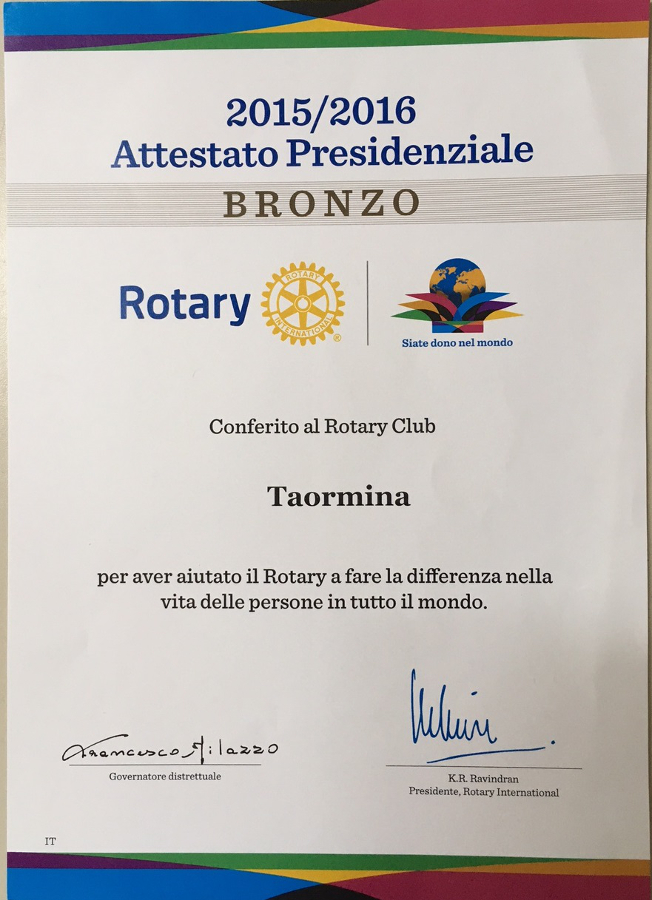 2015/2016
Attestato Presidenziale
BRONZO
Rotary
ROTARY
INTERNATIONAL
®
Siate dono nel mondo
Conferito al Rotary Club
Taormina
per aver aiutato il Rotary a fare la differenza nella
vita delle persone in tutto il mondo.
Francesco Milazzo
Governatore distrettuale
K.R. Ravindran
Presidente, Rotary International
IT